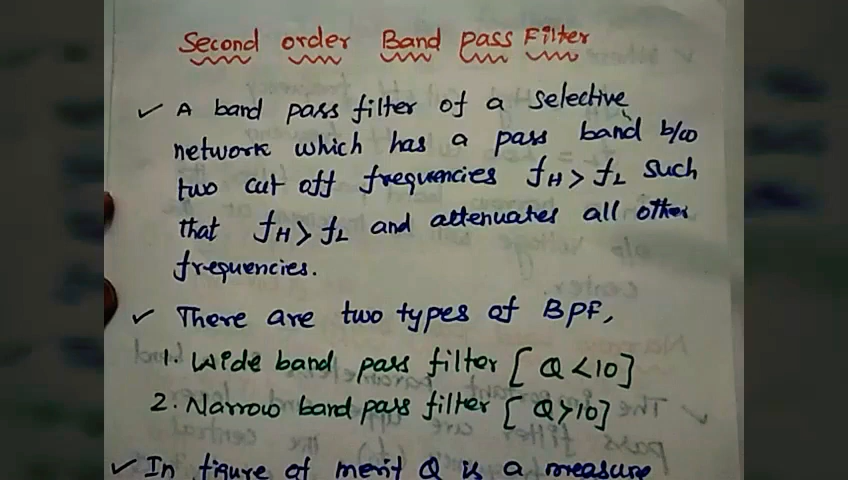 Second order Band pass Filter
✓ A band pass filter of a selective
network which has a pass band b/w
two cut off frequencies fH > fL such
that fH > fL and attenuates all other
frequencies.
✓ There are two types of BPF,
1. Wide band pass filter [Q < 10]
2. Narrow band pass filter [Q > 10]
✓ In figure of merit Q is a measure